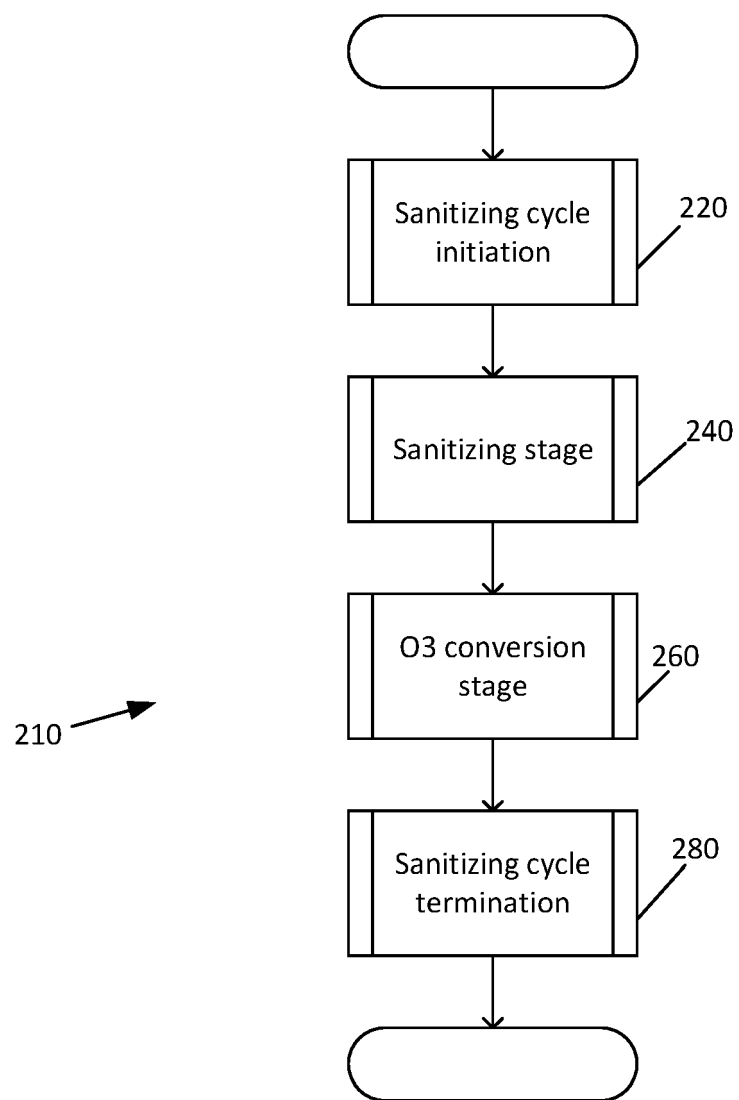 Sanitizing cycle
initiation
220
Sanitizing stage
240
O3 conversion
stage
260
210
Sanitizing cycle
termination
280